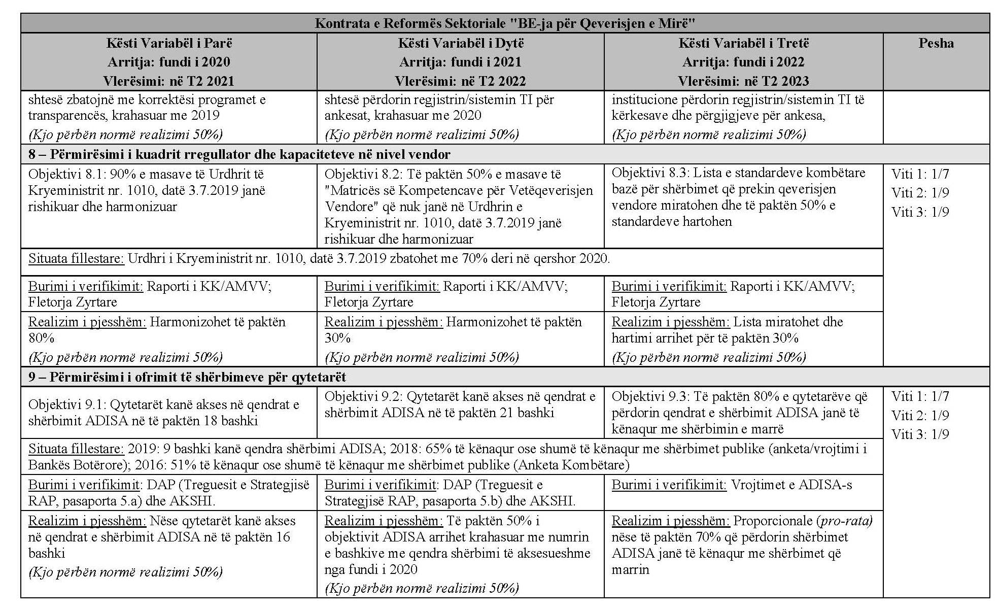 Kontrata e Reformës Sektoriale "BE-ja për Qeverisjen e Mirë"
Kësti Variabël i Parë
Arritja: fundi i 2020
Vlerësimi: në T2 2021
Kësti Variabël i Dytë
Arritja: fundi i 2021
Vlerësimi: në T2 2022
Kësti Variabël i Tretë
Arritja: fundi i 2022
Vlerësimi: në T2 2023
Pesha
shtesë zbatojnë me korrektësi programet e
transparencës, krahasuar me 2019
(Kjo përbën normë realizimi 50%)
shtesë përdorin regjistrin/sistemin TI për
ankesat, krahasuar me 2020
(Kjo përbën normë realizimi 50%)
institucione përdorin regjistrin/sistemin TI të
kërkesave dhe përgjigjeve për ankesa,
(Kjo përbën normë realizimi 50%)
8 – Përmirësimi i kuadrit rregullator dhe kapaciteteve në nivel vendor
Objektivi 8.1: 90% e masave të Urdhrit të
Kryeministrit nr. 1010, datë 3.7.2019 janë
rishikuar dhe harmonizuar
Objektivi 8.2: Të paktën 50% e masave të
"Matricës së Kompetencave për Vetëqeverisjen
Vendore" që nuk janë në Urdhrin e
Kryeministrit nr. 1010, datë 3.7.2019 janë
rishikuar dhe harmonizuar
Objektivi 8.3: Lista e standardeve kombëtare
bazë për shërbimet që prekin qeverisjen
vendore miratohen dhe të paktën 50% e
standardeve hartohen
Viti 1: 1/7
Viti 2: 1/9
Viti 3: 1/9
Situata fillestare: Urdhri i Kryeministrit nr. 1010, datë 3.7.2019 zbatohet me 70% deri në qershor 2020.
Burimi i verifikimit: Raporti i KK/AMVV;
Fletorja Zyrtare
Burimi i verifikimit: Raporti i KK/AMVV;
Fletorja Zyrtare
Burimi i verifikimit: Raporti i KK/AMVV;
Fletorja Zyrtare
Realizim i pjesshëm: Harmonizohet të paktën
80%
(Kjo përbën normë realizimi 50%)
Realizim i pjesshëm: Harmonizohet të paktën
30%
(Kjo përbën normë realizimi 50%)
Realizim i pjesshëm: Lista miratohet dhe
hartimi arrihet për të paktën 30%
(Kjo përbën normë realizimi 50%)
9 – Përmirësimi i ofrimit të shërbimeve për qytetarët
Objektivi 9.1: Qytetarët kanë akses në qendrat e
shërbimit ADISA në të paktën 18 bashki
Objektivi 9.2: Qytetarët kanë akses në qendrat e
shërbimit ADISA në të paktën 21 bashki
Objektivi 9.3: Të paktën 80% e qytetarëve që
përdorin qendrat e shërbimit ADISA janë të
kënaqur me shërbimin e marrë
Viti 1: 1/7
Viti 2: 1/9
Viti 3: 1/9
Situata fillestare: 2019: 9 bashki kanë qendra shërbimi ADISA; 2018: 65% të kënaqur ose shumë të kënaqur me shërbimet publike (anketa/vrojtimi i
Bankës Botërore); 2016: 51% të kënaqur ose shumë të kënaqur me shërbimet publike (Anketa Kombëtare)
Burimi i verifikimit: DAP (Treguesit e Strategjisë
RAP, pasaporta 5.a) dhe AKSHI.
Burimi i verifikimit: DAP (Treguesit e
Strategjisë RAP, pasaporta 5.b) dhe AKSHI.
Burimi i verifikimit: Vrojtimet e ADISA-s
Realizim i pjesshëm: Nëse qytetarët kanë akses
në qendrat e shërbimit ADISA në të paktën 16
bashki
(Kjo përbën normë realizimi 50%)
Realizim i pjesshëm: Të paktën 50% i
objektivit ADISA arrihet krahasuar me numrin
e bashkive me qendra shërbimi të aksesueshme
nga fundi i 2020
(Kjo përbën normë realizimi 50%)
Realizim i pjesshëm: Proporcionale (pro-rata)
nëse të paktën 70% që përdorin shërbimet
ADISA janë të kënaqur me shërbimet që
marrin